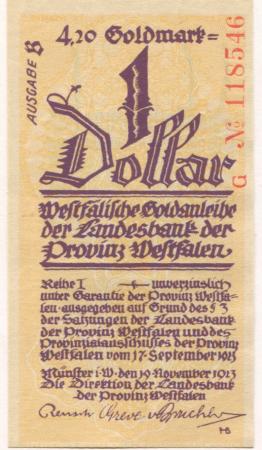 AUSGABE B
4,20 Goldmark =
1
Dollar
G № 118546
Westfälische Goldanleihe
der Landesbank der
Provinz Westfalen
Reihe I unverzinslich
unter Garantie der Provinz Westfa-
len-ausgegeben auf Grund des § 3
der Satzungen der Landesbank
der Provinz Westfalen und des
Provinzialausschusses der Provinz
Westfalen vom 17. September 1923
Münster i·W. den 19. November 1923
Die Direktion der Landesbank
der Provinz Westfalen
HB